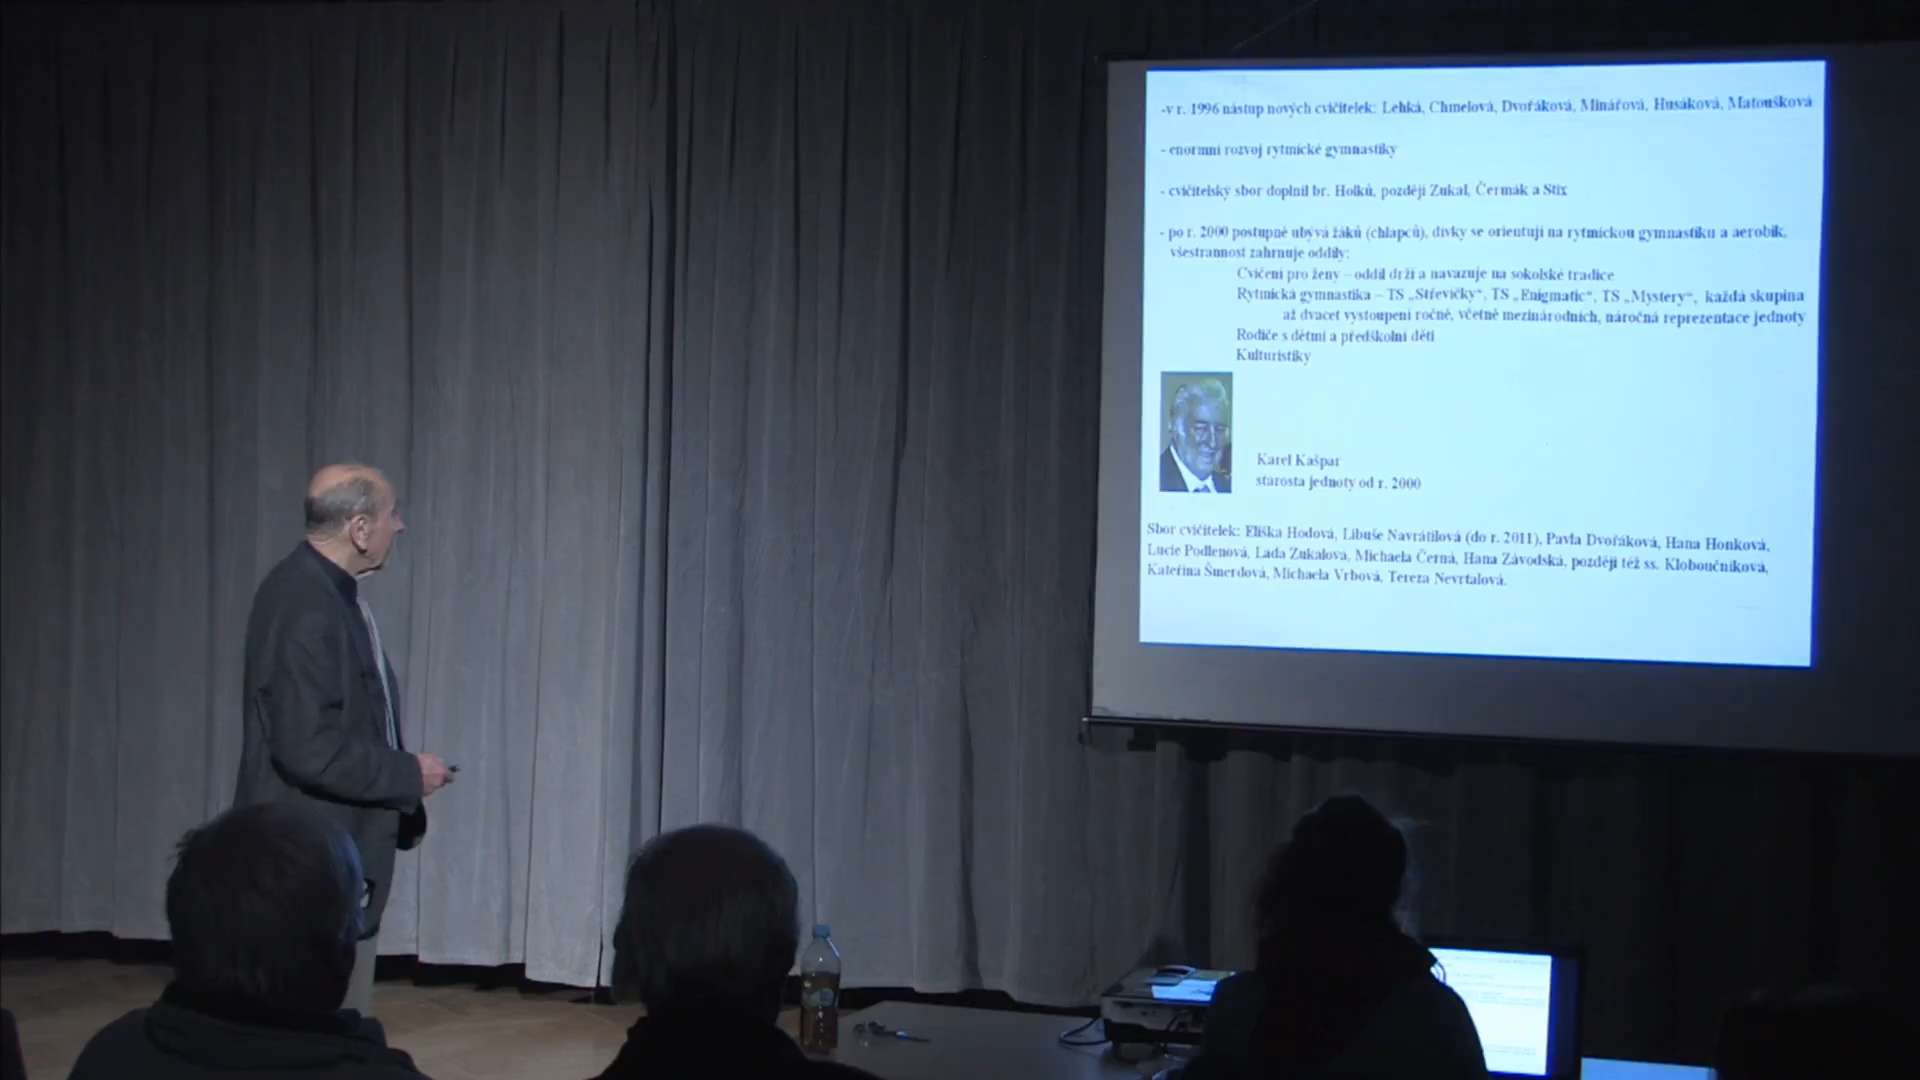 -v r. 1996 nástup nových cvičitelek: Lehká, Chmelová, Dvořáková, Minářová, Husáková, Matoušková
- enormní rozvoj rytmické gymnastiky
- cvičitelský sbor doplnil br. Holků, později Zukal, Čermák a Stix
- po r. 2000 postupně ubývá žáků (chlapců), dívky se orientují na rytmickou gymnastiku a aerobik,
všestrannost zahrnuje oddíly:
Cvičení pro ženy – oddíl drží a navazuje na sokolské tradice
Rytmická gymnastika – TS „Střevíčky“, TS „Enigmatic“, TS „Mystery“, každá skupina
až dvacet vystoupení ročně, včetně mezinárodních, náročná reprezentace jednoty
Rodiče s dětmi a předškolní děti
Kulturistiky
Karel Kašpar
starosta jednoty od r. 2000
Sbor cvičitelek: Eliška Hodová, Libuše Navrátilová (do r. 2011), Pavla Dvořáková, Hana Honková,
Lucie Podlenová, Lada Zukalová, Michaela Černá, Hana Závodská, později též ss. Kloboučníková,
Kateřina Šmerdová, Michaela Vrbová, Tereza Nevrtalová.